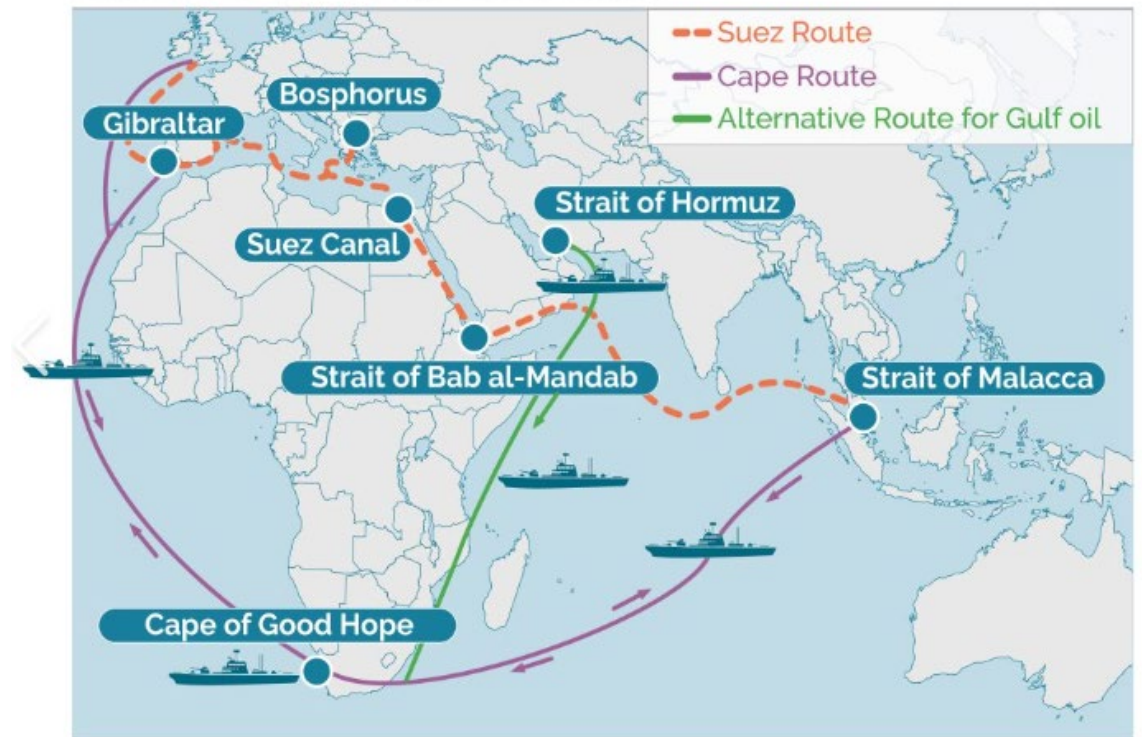 Suez Route
Cape Route
Alternative Route for Gulf oil
Bosphorus
Gibraltar
Strait of Hormuz
Suez Canal
Strait of Bab al-Mandab
Strait of Malacca
Cape of Good Hope